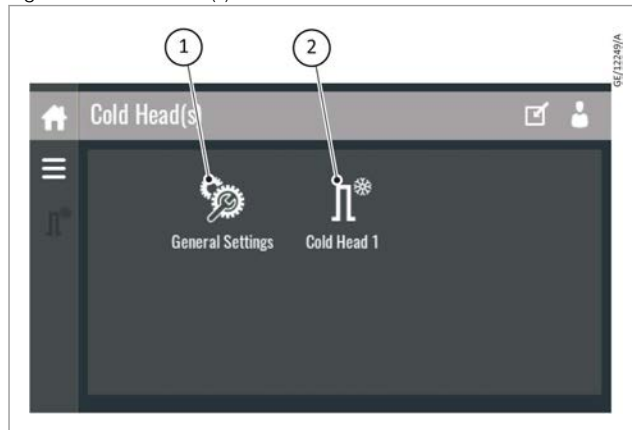 1
2
GE/12249/A
Cold Head(s)
General Settings
Cold Head 1